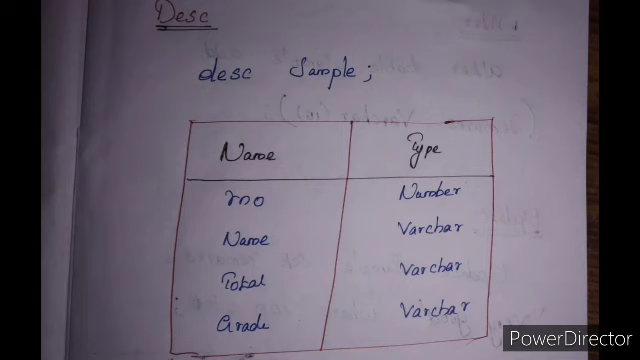 Desc
desc Sample;
Name Type
rno Number
Name Varchar
Total Varchar
Grade Varchar
PowerDirector